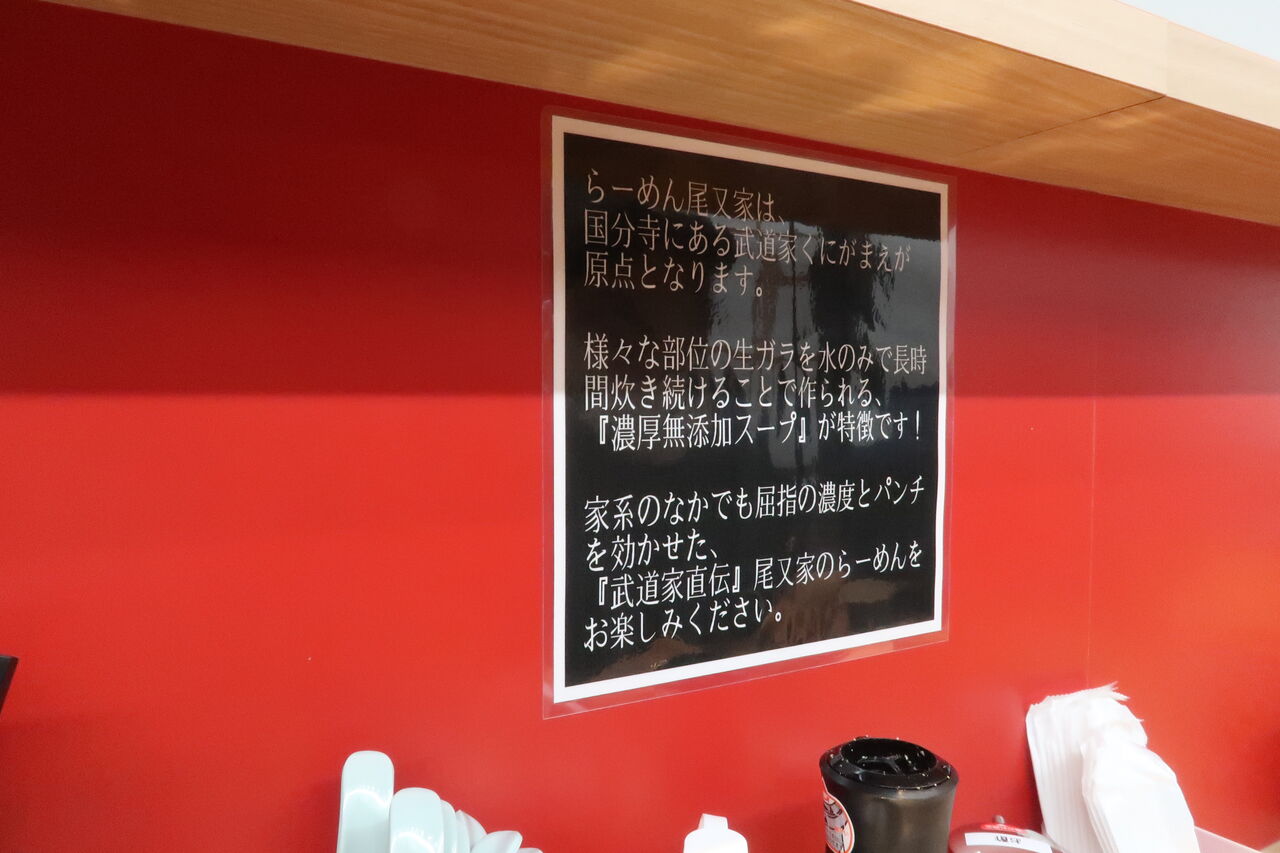 らーめん尾又家は、
国分寺にある武道家くにがまえが
原点となります。
様々な部位の生ガラを水のみで長時
間炊き続けることで作られる、
『濃厚無添加スープ』が特徴です！
家系のなかでも屈指の濃度とパンチ
を効かせた、
『武道家直伝』尾又家のらーめんを
お楽しみください。